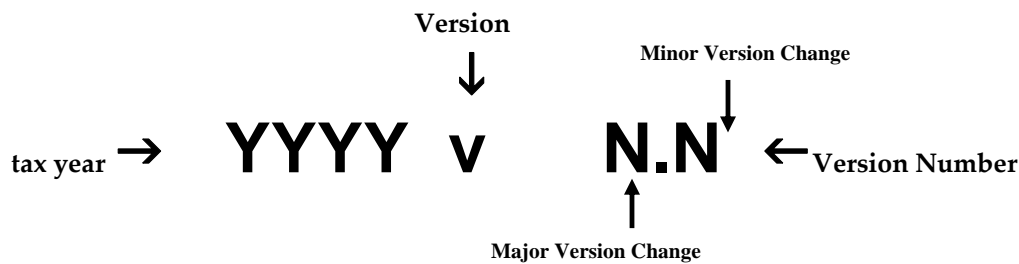 Version
Minor Version Change
tax year → YYYY v N.N ← Version Number
Major Version Change